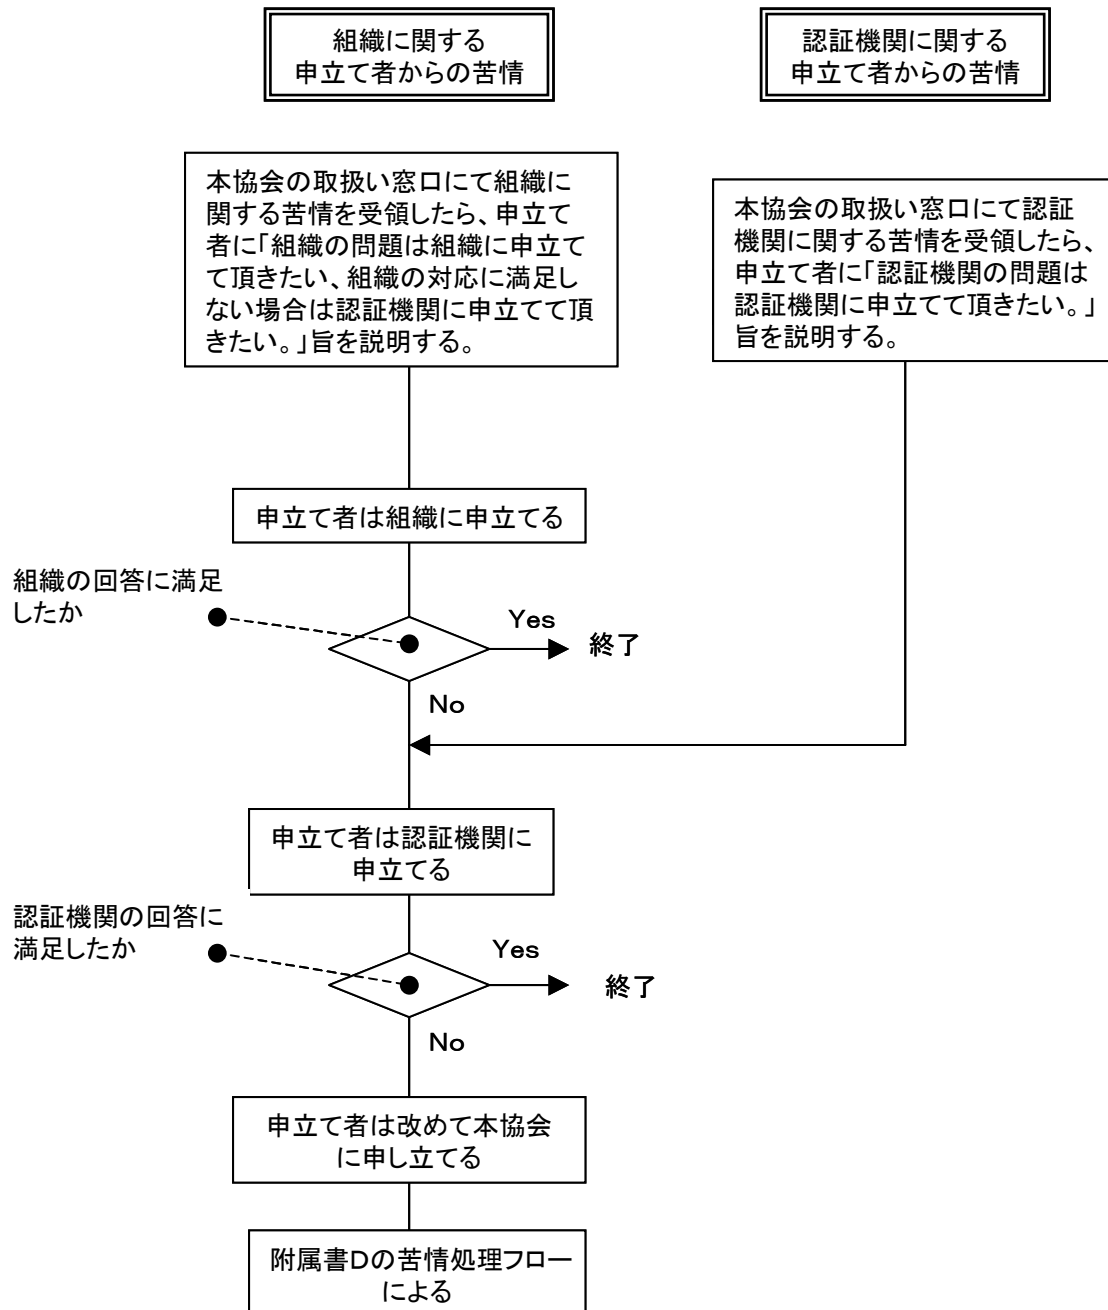 組織に関する
申立て者からの苦情
認証機関に関する
申立て者からの苦情
本協会の取扱い窓口にて組織に
関する苦情を受領したら、申立て
者に「組織の問題は組織に申立て
て頂きたい、組織の対応に満足し
ない場合は認証機関に申立てて頂
きたい。」旨を説明する。
本協会の取扱い窓口にて認証
機関に関する苦情を受領したら、
申立て者に「認証機関の問題は
認証機関に申立てて頂きたい。」
旨を説明する。
申立て者は組織に申立てる
組織の回答に満足
したか
Yes
終了
No
申立て者は認証機関に
申立てる
認証機関の回答に
満足したか
Yes
終了
No
申立て者は改めて本協会
に申し立てる
附属書Dの苦情処理フロー
による